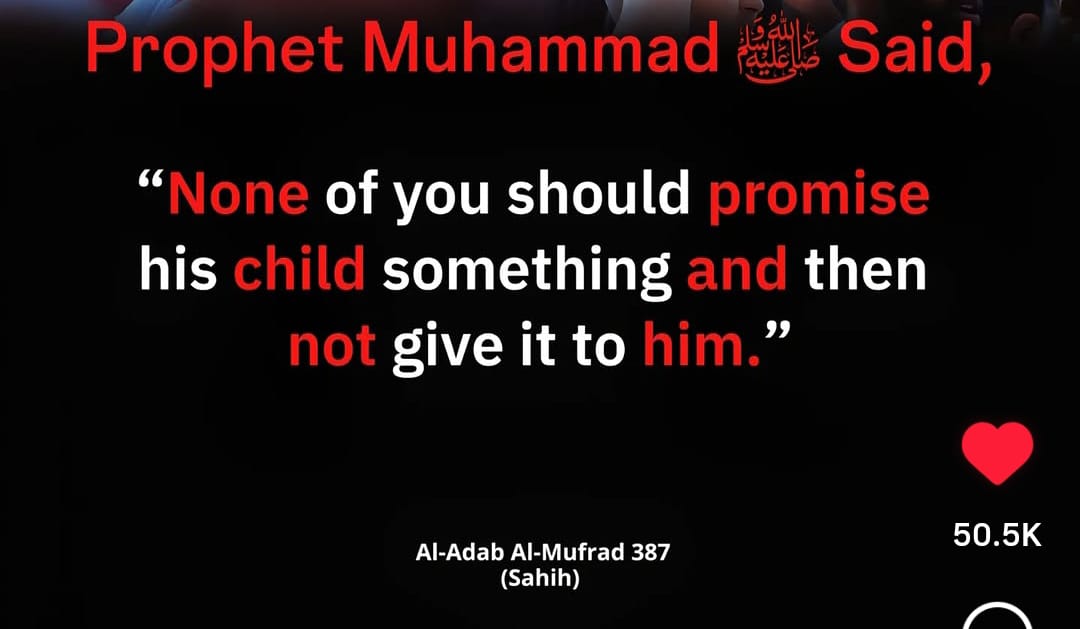 Prophet Muhammad ﷺ Said,
“None of you should promise
his child something and then
not give it to him.”
50.5K
Al-Adab Al-Mufrad 387
(Sahih)